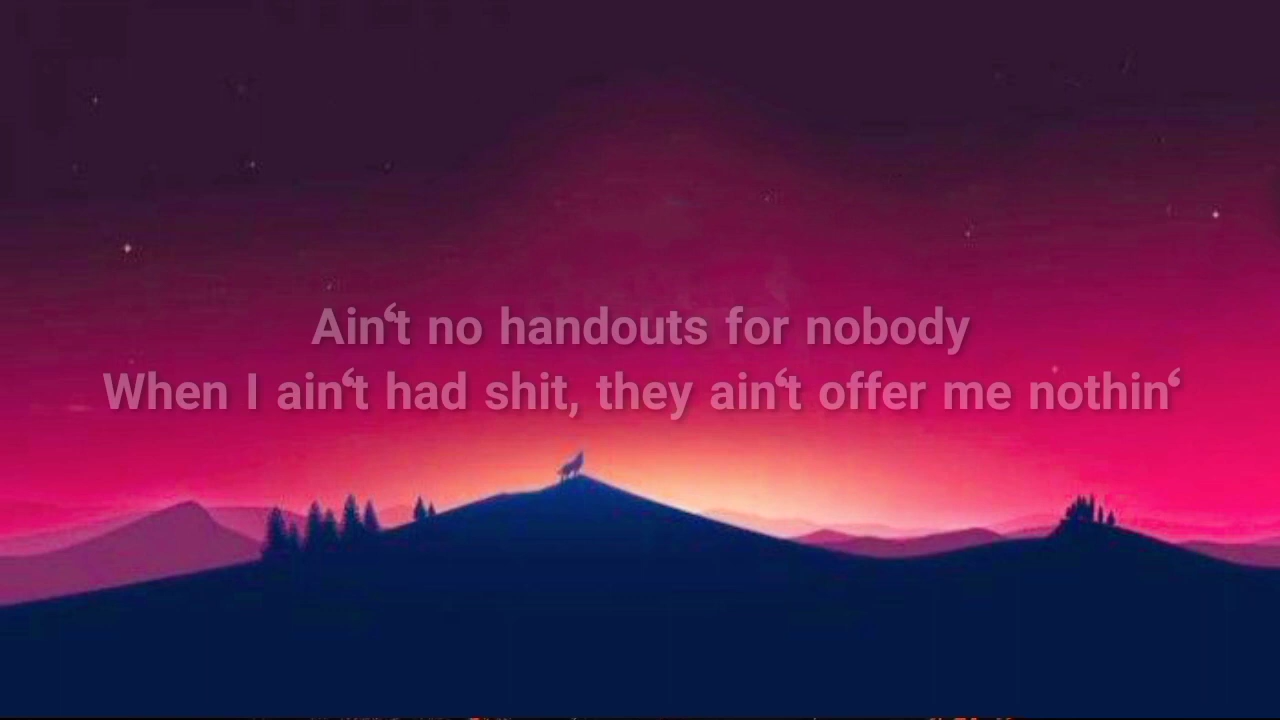 Ain‘t no handouts for nobody
When I ain‘t had shit, they ain‘t offer me nothin‘